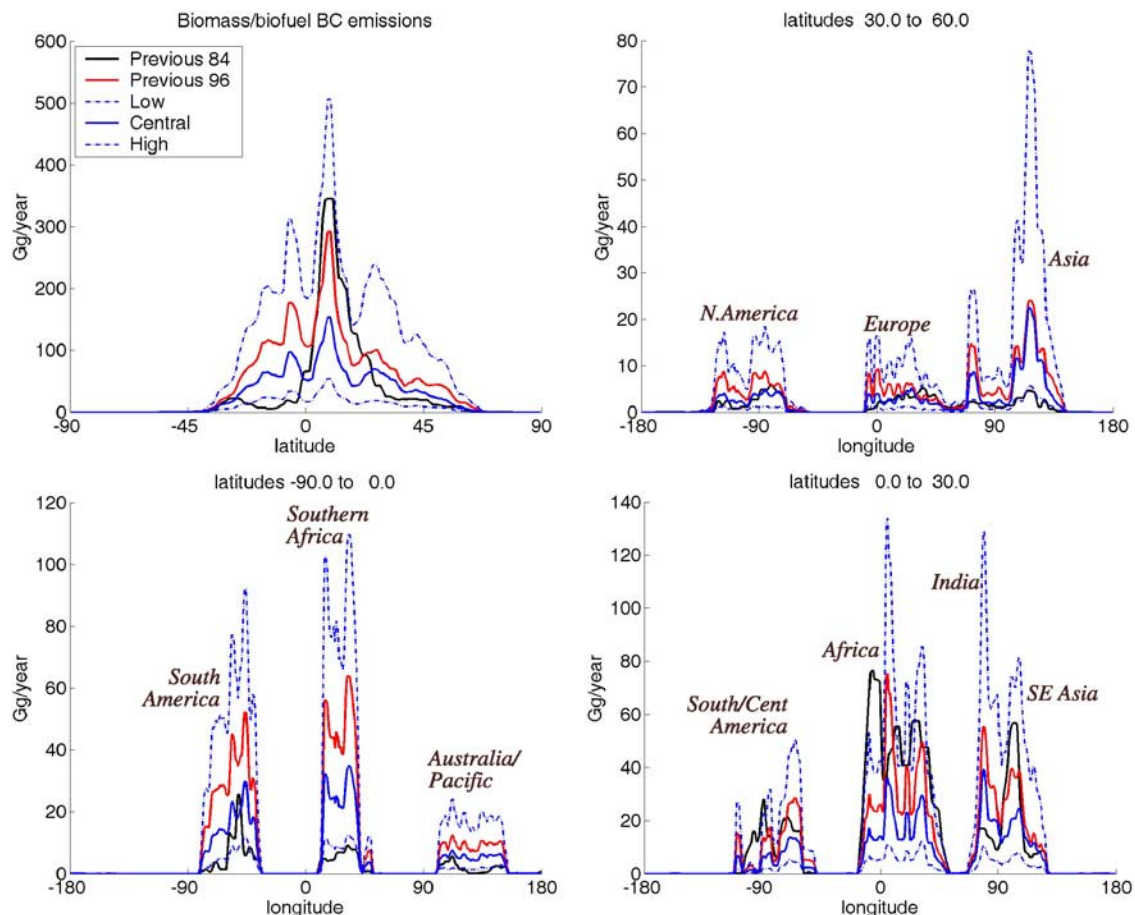 Biomass/biofuel BC emissions
600
500
400
300
200
100
0
Gg/year
Previous 84
Previous 96
Low
Central
High
-90
-45
0
45
90
latitude
latitudes 30.0 to 60.0
80
70
60
50
40
30
20
10
0
Gg/year
N.America
Europe
Asia
-180
-90
0
90
180
longitude
latitudes -90.0 to 0.0
120
100
80
60
40
20
0
Gg/year
South
America
Southern
Africa
Australia/
Pacific
-180
-90
0
90
180
longitude
latitudes 0.0 to 30.0
140
120
100
80
60
40
20
0
Gg/year
South/Cent
America
Africa
India
SE Asia
-180
-90
0
90
180
longitude